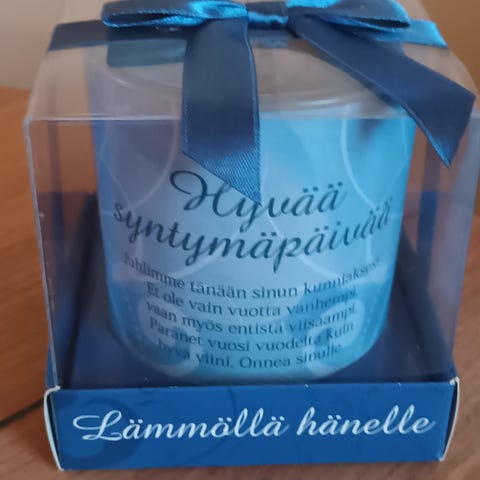 Hyvää
syntymäpäivää
Juhlimme tänään sinun kunniaksesi.
Et ole vain vuotta vanhempi,
vaan myös entistä viisaampi.
Paranet vuosi vuodelta kuin
hyvä viini. Onnea sinulle.
Lämmöllä hänelle